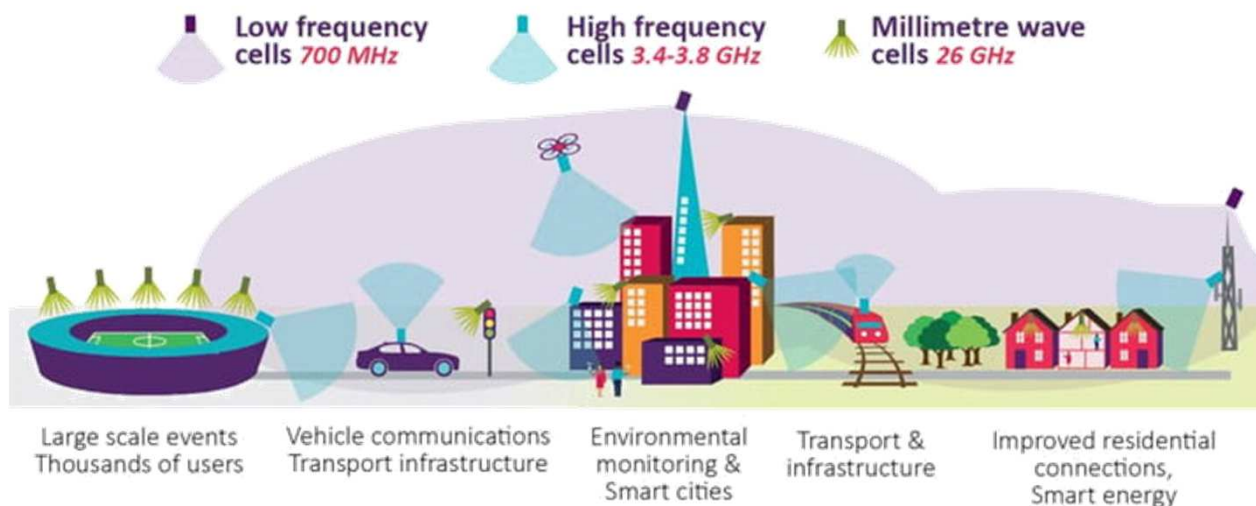 Low frequency
cells 700 MHz
High frequency
cells 3.4-3.8 GHz
Millimetre wave
cells 26 GHz
Large scale events
Thousands of users
Vehicle communications
Transport infrastructure
Environmental
monitoring &
Smart cities
Transport &
infrastructure
Improved residential
connections,
Smart energy